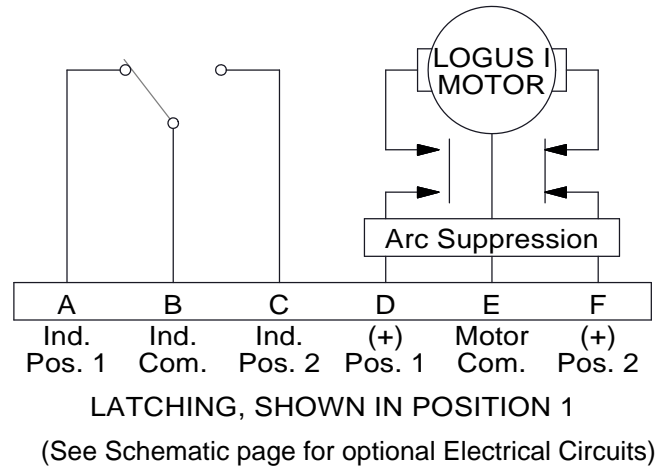 LOGUS I
MOTOR
Arc Suppression
A B C D E F
Ind. Ind. Ind. (+) Motor (+)
Pos. 1 Com. Pos. 2 Pos. 1 Com. Pos. 2
LATCHING, SHOWN IN POSITION 1
(See Schematic page for optional Electrical Circuits)